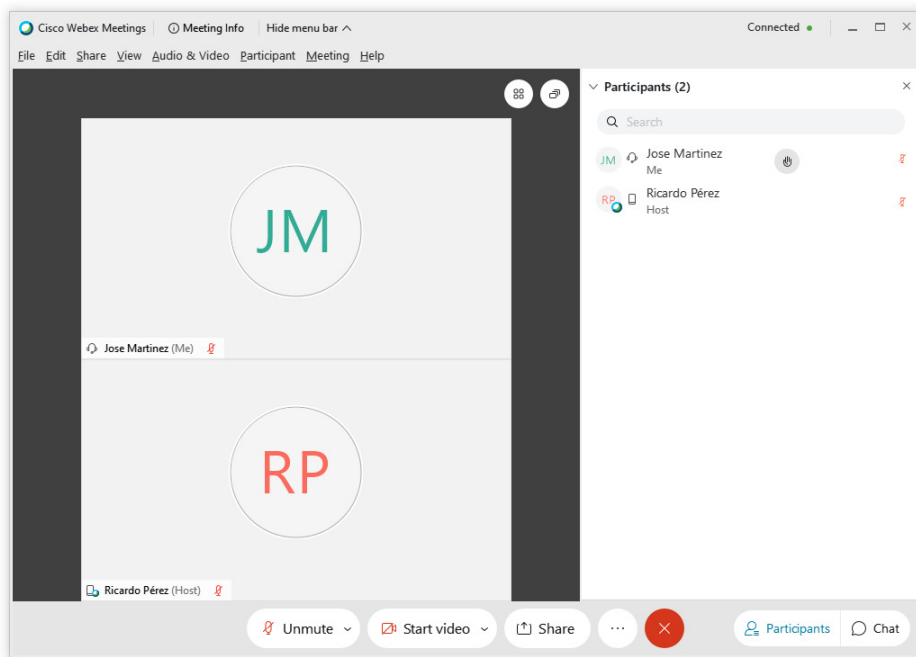 Cisco Webex Meetings Meeting Info Hide menu bar Connected
File Edit Share View Audio & Video Participant Meeting Help
Participants (2)
Search
JM Jose Martinez
Me
RP Ricardo Pérez
Host
JM
Jose Martinez (Me)
RP
Ricardo Pérez (Host)
Unmute Start video Share ... Participants Chat